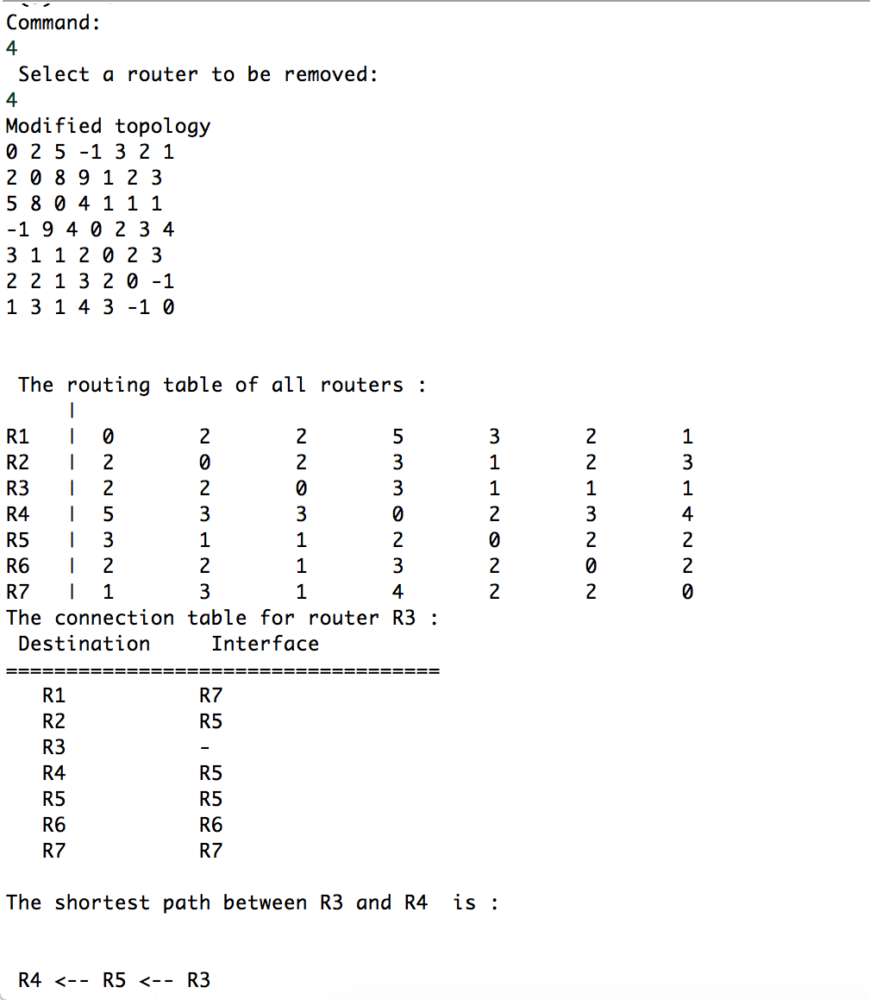 Command:
4
Select a router to be removed:
4
Modified topology
0 2 5 -1 3 2 1
2 0 8 9 1 2 3
5 8 0 4 1 1 1
-1 9 4 0 2 3 4
3 1 1 2 0 2 3
2 2 1 3 2 0 -1
1 3 1 4 3 -1 0
The routing table of all routers :
|
R1 | 0 2 2 5 3 2 1
R2 | 2 0 2 3 1 2 3
R3 | 2 2 0 3 1 1 1
R4 | 5 3 3 0 2 3 4
R5 | 3 1 1 2 0 2 2
R6 | 2 2 1 3 2 0 2
R7 | 1 3 1 4 2 2 0
The connection table for router R3 :
Destination Interface
====================================
R1 R7
R2 R5
R3 -
R4 R5
R5 R5
R6 R6
R7 R7
The shortest path between R3 and R4 is :
R4 <-- R5 <-- R3